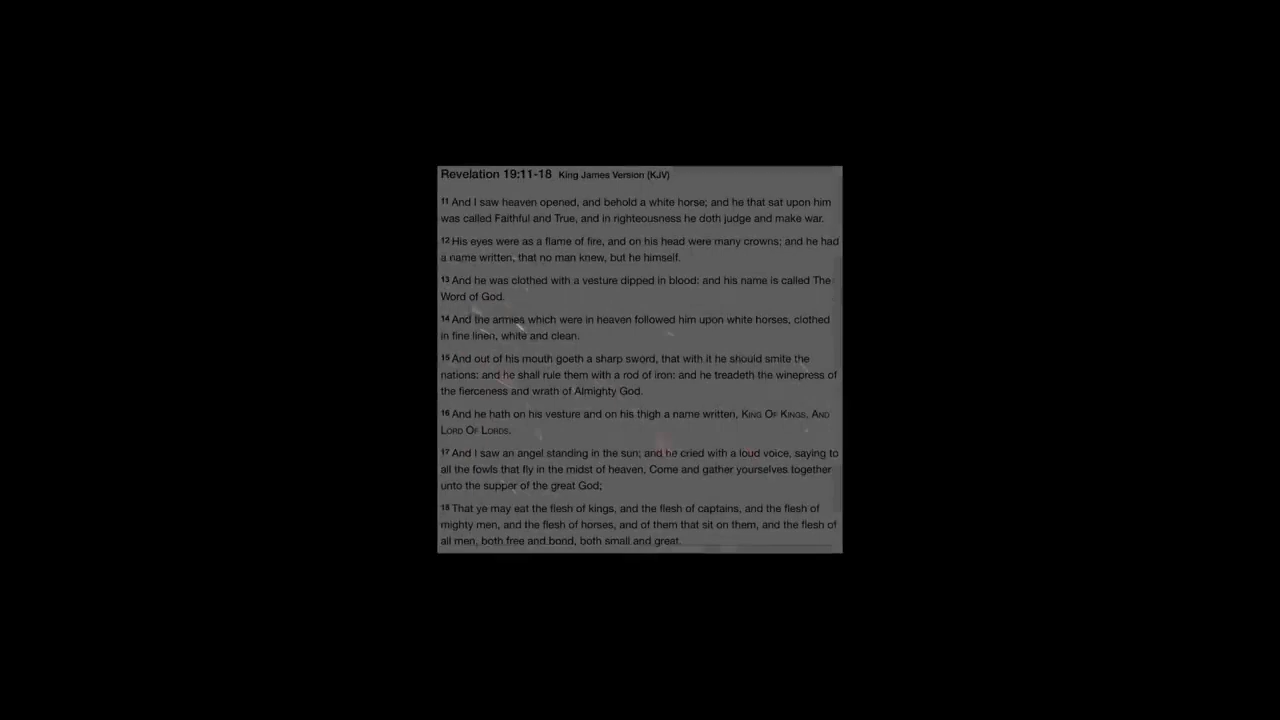 Revelation 19:11-18 King James Version (KJV)
11 And I saw heaven opened, and behold a white horse; and he that sat upon him
was called Faithful and True, and in righteousness he doth judge and make war.
12 His eyes were as a flame of fire, and on his head were many crowns; and he had
a name written, that no man knew, but he himself.
13 And he was clothed with a vesture dipped in blood: and his name is called The
Word of God.
14 And the armies which were in heaven followed him upon white horses, clothed
in fine linen, white and clean.
15 And out of his mouth goeth a sharp sword, that with it he should smite the
nations: and he shall rule them with a rod of iron: and he treadeth the winepress of
the fierceness and wrath of Almighty God.
16 And he hath on his vesture and on his thigh a name written, King Of Kings, And
Lord Of Lords.
17 And I saw an angel standing in the sun; and he cried with a loud voice, saying to
all the fowls that fly in the midst of heaven, Come and gather yourselves together
unto the supper of the great God;
18 That ye may eat the flesh of kings, and the flesh of captains, and the flesh of
mighty men, and the flesh of horses, and of them that sit on them, and the flesh of
all men, both free and bond, both small and great.